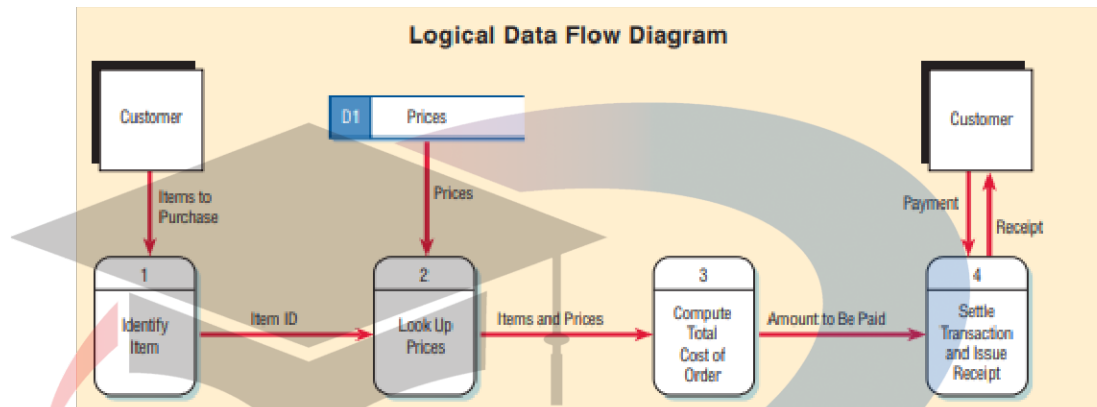 Logical Data Flow Diagram
Customer
D1 Prices
Customer
Items to
Purchase
Prices
Payment
Receipt
1
Identify
Item
Item ID
2
Look Up
Prices
Items and Prices
3
Compute
Total
Cost of
Order
Amount to Be Paid
4
Settle
Transaction
and Issue
Receipt